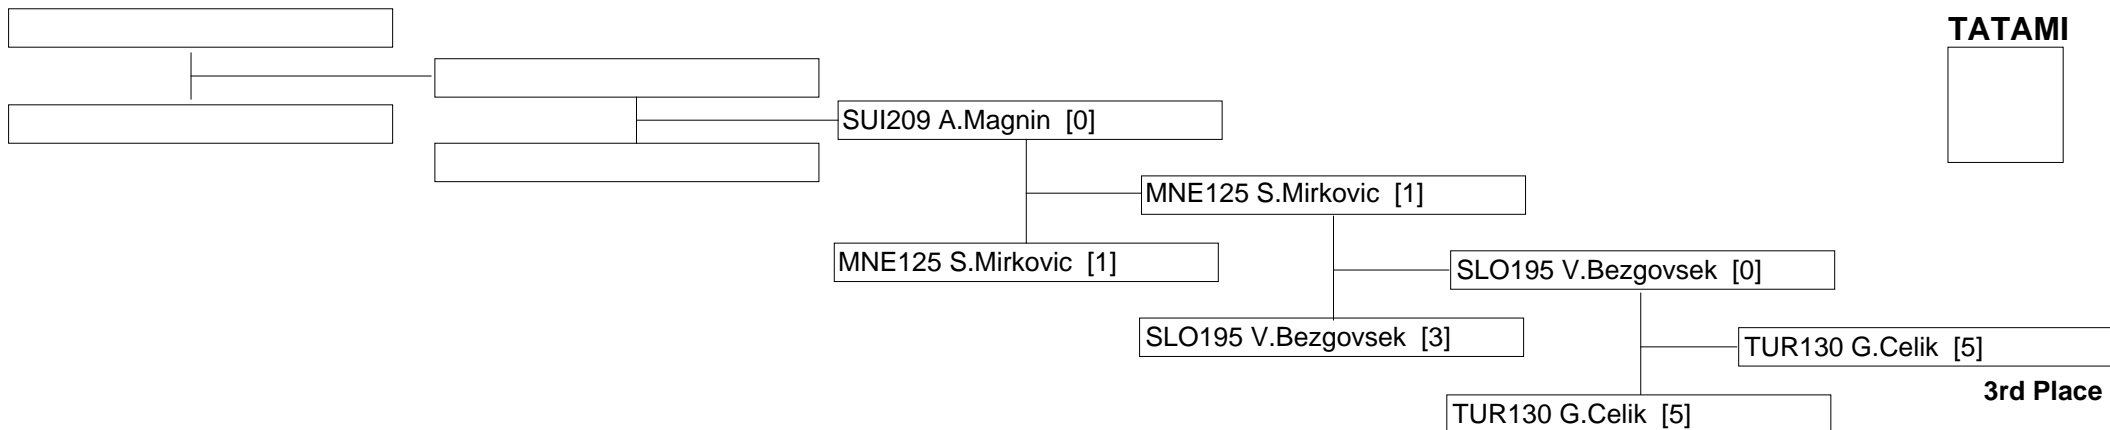 TATAMI
SUI209 A.Magnin [0]
MNE125 S.Mirkovic [1]
MNE125 S.Mirkovic [1]
SLO195 V.Bezgovsek [0]
SLO195 V.Bezgovsek [3]
TUR130 G.Celik [5]
3rd Place
TUR130 G.Celik [5]